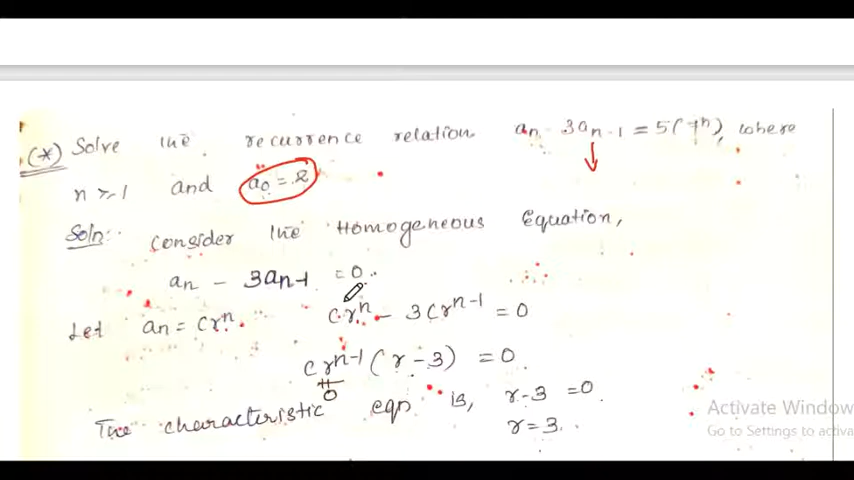 (*) Solve the recurrence relation aₙ - 3aₙ₋₁ = 5(7ⁿ), where
n ≥ 1 and a₀ = 2
Soln: Consider the Homogeneous Equation,
aₙ - 3aₙ₋₁ = 0.
Let aₙ = crⁿ. crⁿ - 3crⁿ⁻¹ = 0
crⁿ⁻¹(r - 3) = 0
≠
0
The characteristic eqn is, r - 3 = 0
r = 3.
Activate Window
Go to Settings to activa